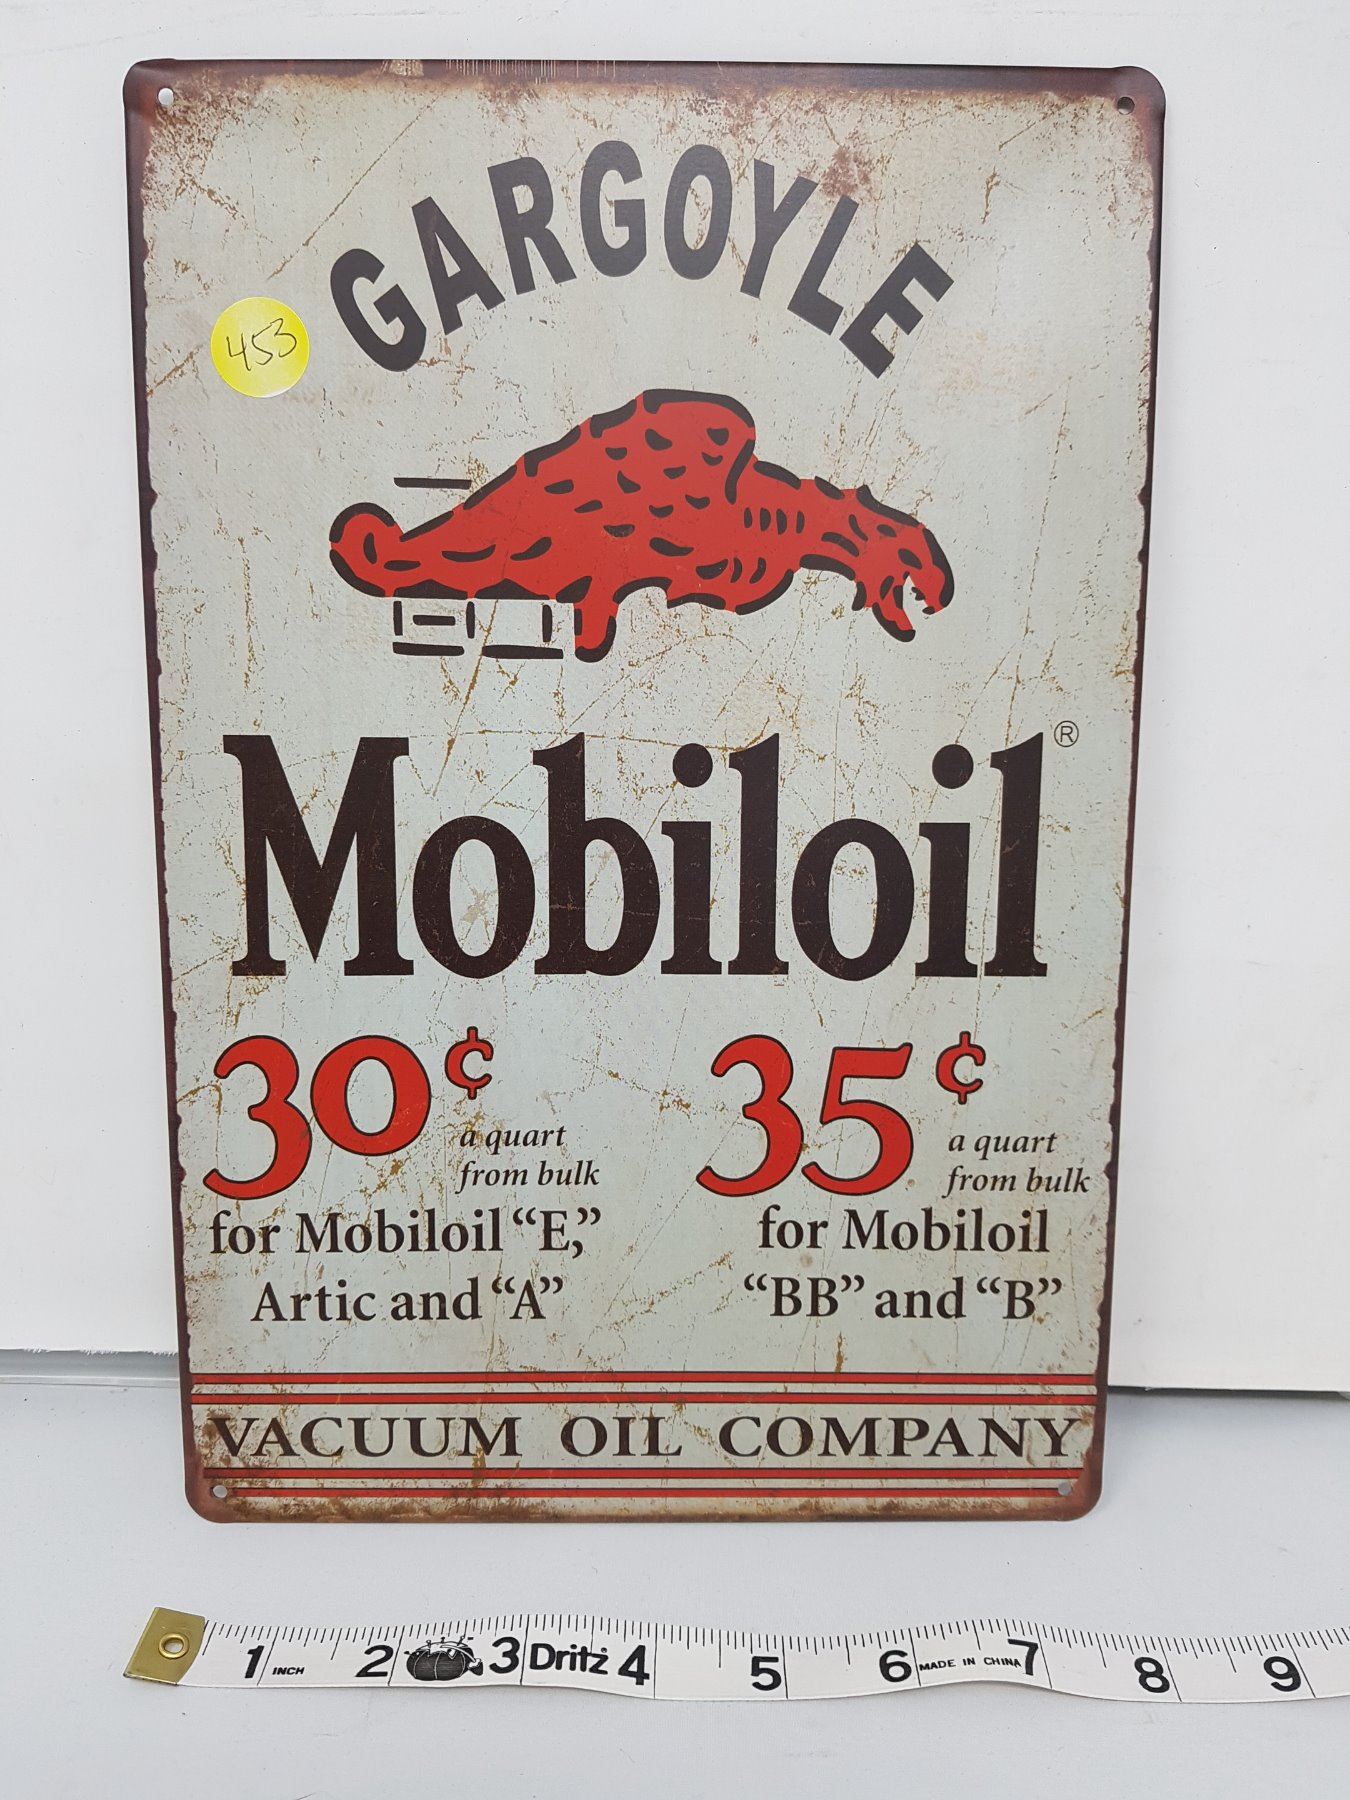 GARGOYLE
453
Mobiloil®
30¢
a quart
from bulk
for Mobiloil “E,”
Artic and “A”
35¢
a quart
from bulk
for Mobiloil
“BB” and “B”
VACUUM OIL COMPANY
1 INCH 2 3 Dritz 4 5 6 MADE IN CHINA 7 8 9